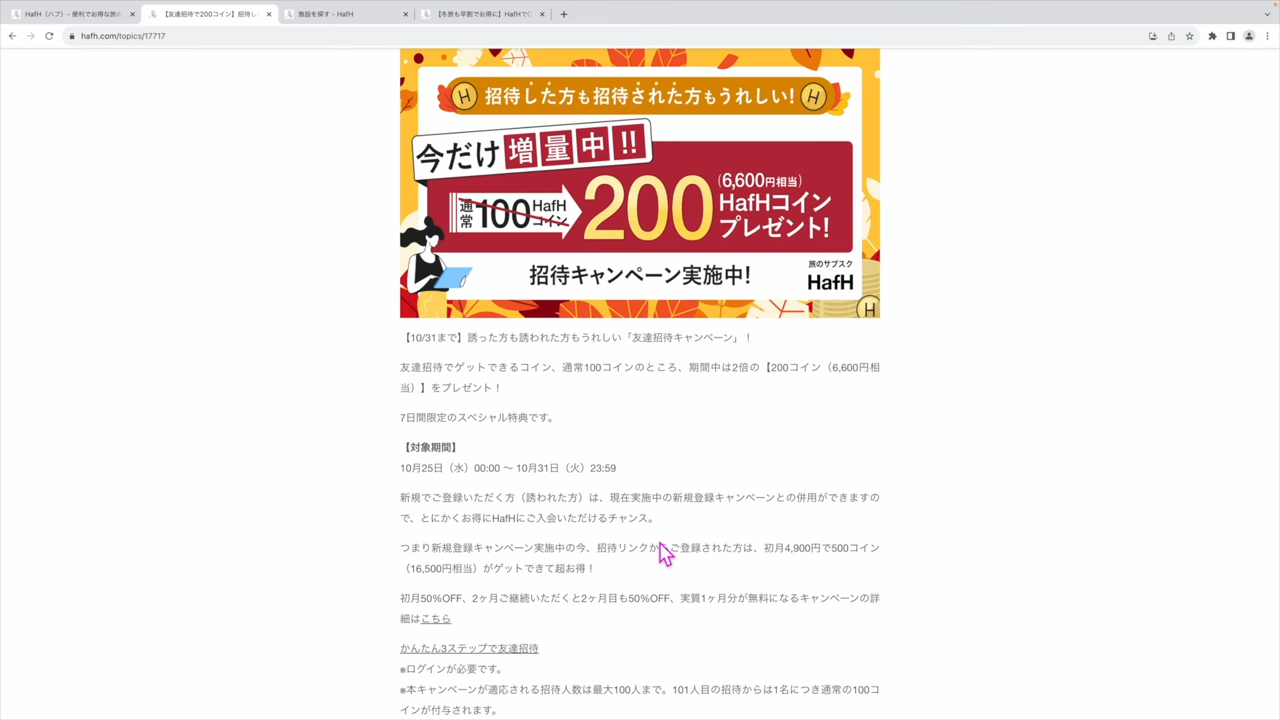 HafH（ハフ）- 便利でお得な旅の
【友達招待で200コイン】招待し
施設を探す - HafH
【冬旅も早割でお得に】HafHで
hafh.com/topics/17717
招待した方も招待された方もうれしい!
今だけ増量中!!
通常100HafHコイン
200
(6,600円相当)
HafHコイン
プレゼント!
招待キャンペーン実施中!
旅のサブスク
HafH
【10/31まで】誘った方も誘われた方もうれしい「友達招待キャンペーン」！
友達招待でゲットできるコイン、通常100コインのところ、期間中は2倍の【200コイン（6,600円相
当）】をプレゼント！
7日間限定のスペシャル特典です。
【対象期間】
10月25日（水）00:00 〜 10月31日（火）23:59
新規でご登録いただく方（誘われた方）は、現在実施中の新規登録キャンペーンとの併用ができますの
で、とにかくお得にHafHにご入会いただけるチャンス。
つまり新規登録キャンペーン実施中の今、招待リンクか ご登録された方は、初月4,900円で500コイン
（16,500円相当）がゲットできて超お得！
初月50%OFF、2ヶ月ご継続いただくと2ヶ月目も50%OFF、実質1ヶ月分が無料になるキャンペーンの詳
細はこちら
かんたん3ステップで友達招待
※ログインが必要です。
※本キャンペーンが適応される招待人数は最大100人まで。101人目の招待からは1名につき通常の100コ
インが付与されます。